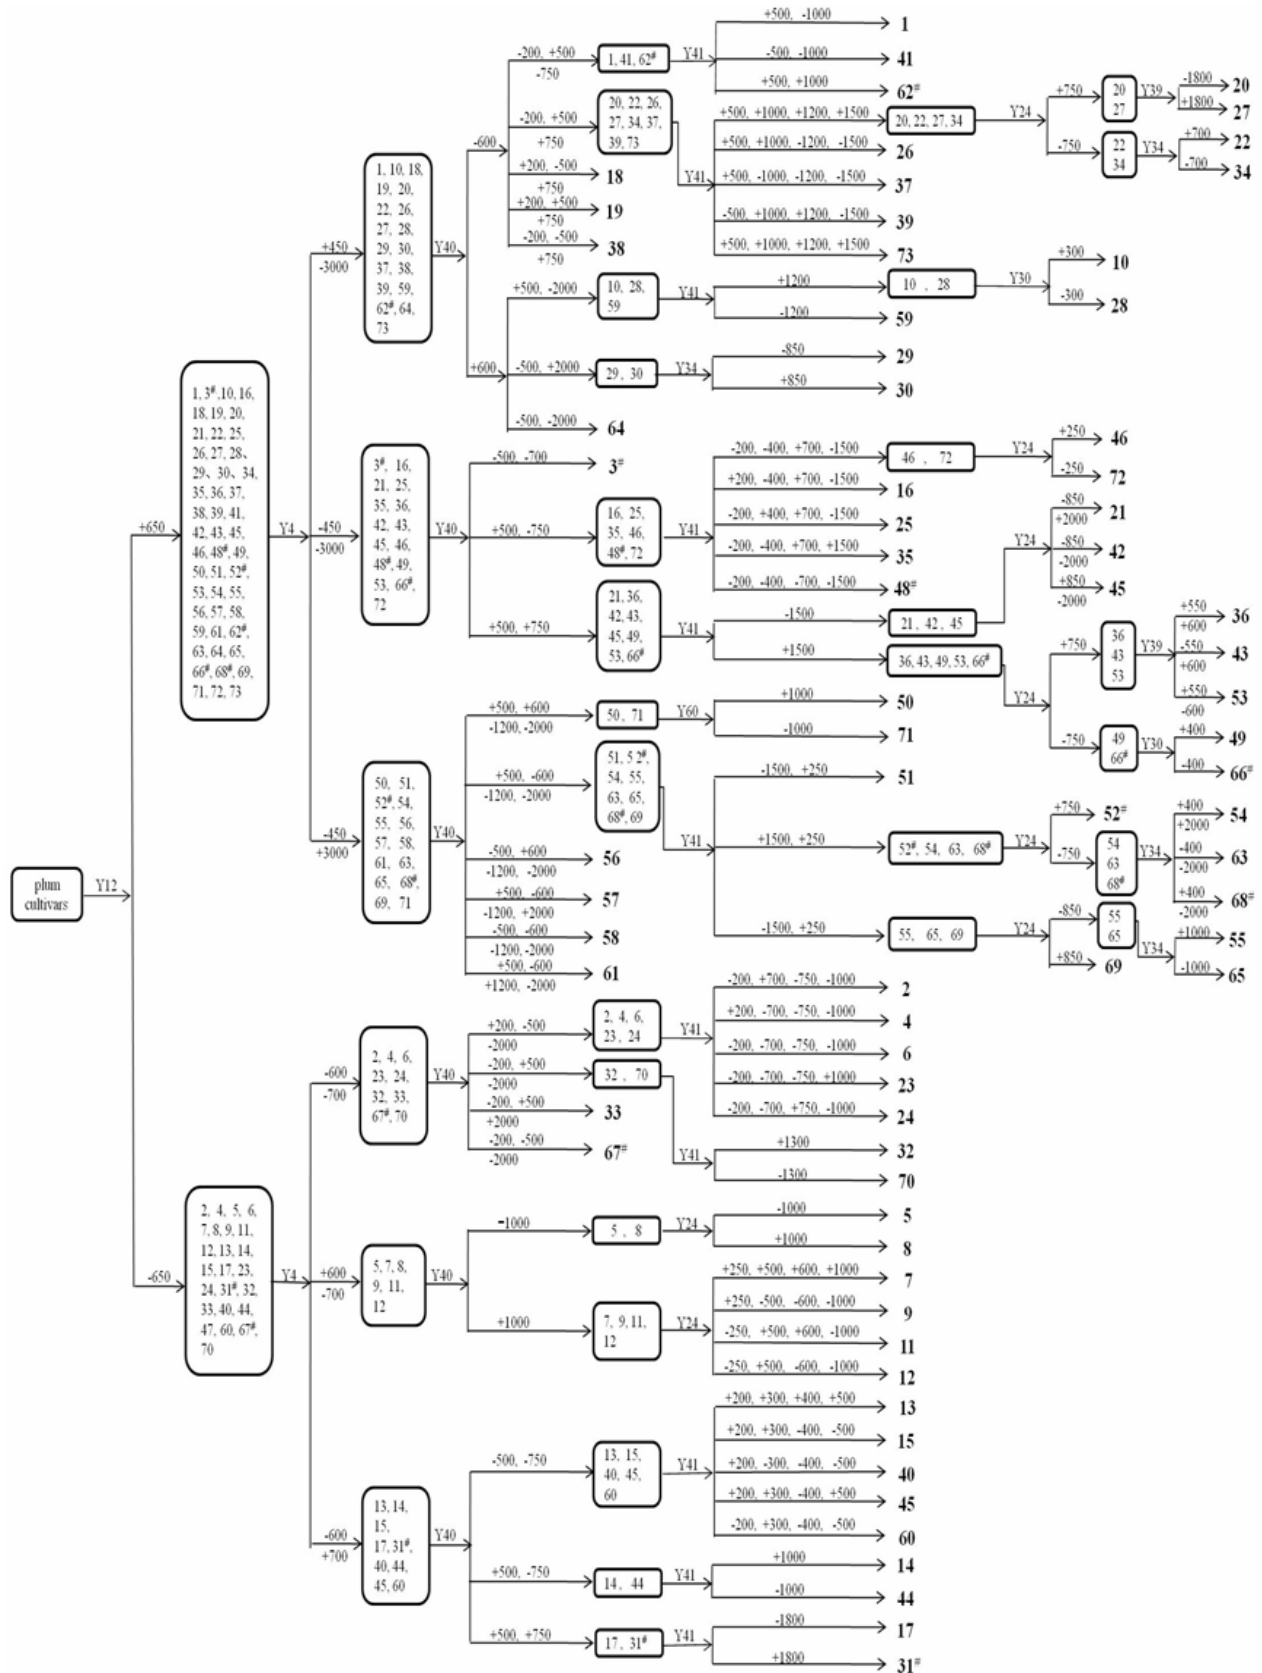 plum
cultivars
Y12
+650
1, 3#, 10, 16,
18, 19, 20,
21, 22, 25,
26, 27, 28、
29、 30、 34,
35, 36, 37,
38, 39, 41,
42, 43, 45,
46, 48#, 49,
50, 51, 52#,
53, 54, 55,
56, 57, 58,
59, 61, 62#,
63, 64, 65,
66#, 68#, 69,
71, 72, 73
Y4
+450
-3000
1, 10, 18,
19, 20,
22, 26,
27, 28,
29, 30,
37, 38,
39, 59,
62#, 64,
73
Y40
-600
-200, +500
-750
1, 41, 62#
Y41
+500, -1000
1
-500, -1000
41
+500, +1000
62#
-200, +500
+750
20, 22, 26,
27, 34, 37,
39, 73
Y41
+500, +1000, +1200, +1500
20, 22, 27, 34
Y24
+750
20
27
Y39
-1800
20
+1800
27
-750
22
34
Y34
+700
22
-700
34
+500, +1000, -1200, -1500
26
+500, -1000, -1200, -1500
37
-500, +1000, +1200, -1500
39
+500, +1000, +1200, +1500
73
+200, -500
+750
18
+200, +500
+750
19
-200, -500
+750
38
+600
+500, -2000
10, 28,
59
Y41
+1200
10 , 28
Y30
+300
10
-300
28
-1200
59
-500, +2000
29 , 30
Y34
-850
29
+850
30
-500, -2000
64
-450
-3000
3#, 16,
21, 25,
35, 36,
42, 43,
45, 46,
48#, 49,
53, 66#,
72
Y40
-500, -700
3#
+500, -750
16, 25,
35, 46,
48#, 72
Y41
-200, -400, +700, -1500
46 , 72
Y24
+250
46
-250
72
+200, -400, +700, -1500
16
-200, +400, +700, -1500
25
-200, -400, +700, +1500
35
-200, -400, -700, -1500
48#
+500, +750
21, 36,
42, 43,
45, 49,
53, 66#
Y41
-1500
21 , 42 , 45
Y24
-850
+2000
21
-850
-2000
42
+850
-2000
45
+1500
36, 43, 49, 53, 66#
Y24
+750
36
43
53
Y39
+550
+600
36
-550
+600
43
+550
-600
53
-750
49
66#
Y30
+400
49
-400
66#
-450
+3000
50, 51,
52#, 54,
55, 56,
57, 58,
61, 63,
65, 68#,
69, 71
Y40
+500, +600
-1200, -2000
50 , 71
Y60
+1000
50
-1000
71
+500, -600
-1200, -2000
51, 5 2#,
54, 55,
63, 65,
68#, 69
Y41
-1500, +250
51
+1500, +250
52#, 54, 63, 68#
Y24
+750
52#
-750
54
63
68#
Y34
+400
+2000
54
-400
-2000
63
+400
-2000
68#
-1500, +250
55, 65, 69
Y24
-850
55
65
Y34
+1000
55
-1000
65
+850
69
-500, +600
-1200, -2000
56
+500, -600
-1200, +2000
57
-500, -600
-1200, -2000
58
+500, -600
+1200, -2000
61
-650
2, 4, 5, 6,
7, 8, 9, 11,
12, 13, 14,
15, 17, 23,
24, 31#, 32,
33, 40, 44,
47, 60, 67#,
70
Y4
-600
-700
2, 4, 6,
23, 24,
32, 33,
67#, 70
Y40
+200, -500
-2000
2, 4, 6,
23 , 24
Y41
-200, +700, -750, -1000
2
+200, -700, -750, -1000
4
-200, -700, -750, -1000
6
-200, -700, -750, +1000
23
-200, -700, +750, -1000
24
-200, +500
-2000
32 , 70
Y41
+1300
32
-1300
70
-200, +500
+2000
33
-200, -500
-2000
67#
+600
-700
5, 7, 8,
9, 11,
12
Y40
-1000
5 , 8
Y24
-1000
5
+1000
8
+1000
7, 9, 11,
12
Y24
+250, +500, +600, +1000
7
+250, -500, -600, -1000
9
-250, +500, +600, -1000
11
-250, +500, -600, -1000
12
-600
+700
13, 14,
15,
17, 31#,
40, 44,
45, 60
Y40
-500, -750
13, 15,
40, 45,
60
Y41
+200, +300, +400, +500
13
+200, +300, -400, -500
15
+200, -300, -400, -500
40
+200, +300, -400, +500
45
-200, +300, -400, -500
60
+500, -750
14 , 44
Y41
+1000
14
-1000
44
+500, +750
17 , 31#
Y41
-1800
17
+1800
31#